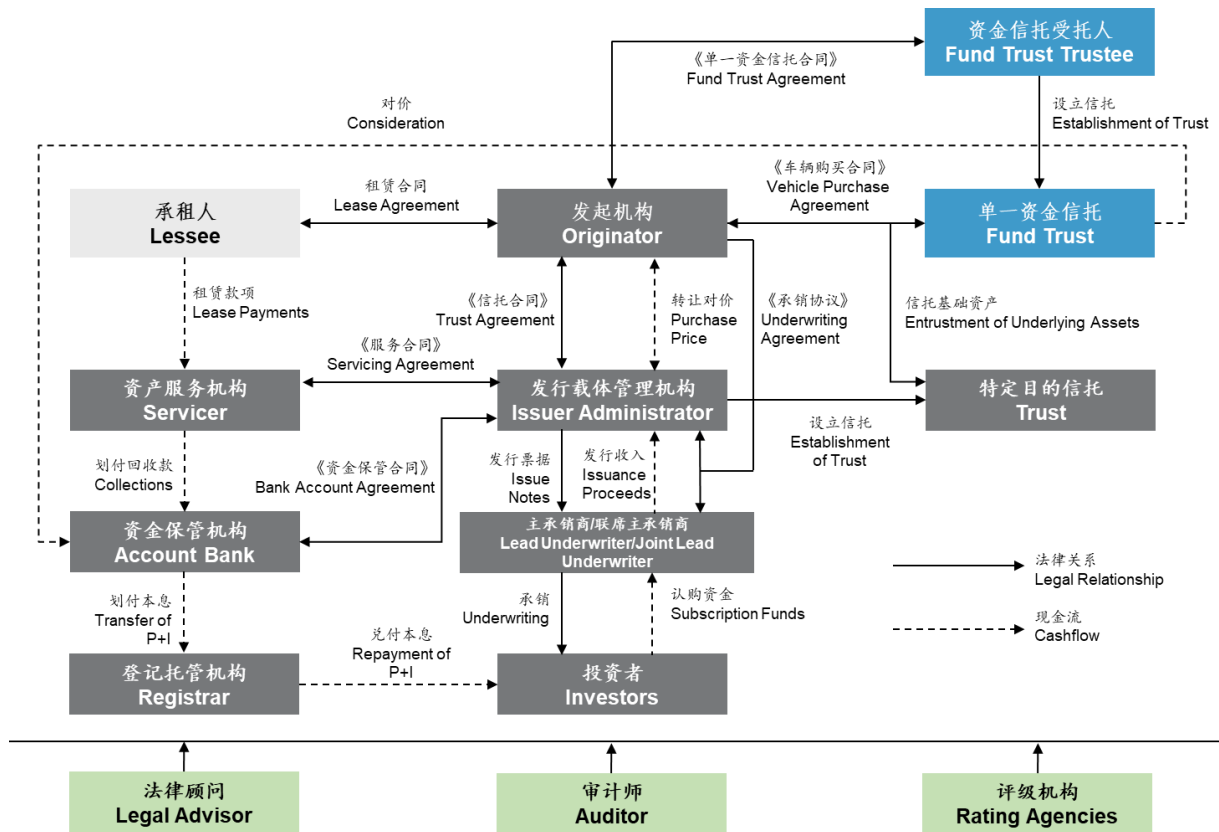 资金信托受托人
Fund Trust Trustee
《单一资金信托合同》
Fund Trust Agreement
对价
Consideration
设立信托
Establishment of Trust
租赁合同
Lease Agreement
《车辆购买合同》
Vehicle Purchase
Agreement
承租人
Lessee
发起机构
Originator
单一资金信托
Fund Trust
租赁款项
Lease Payments
《信托合同》
Trust Agreement
转让对价
Purchase
Price
《承销协议》
Underwriting
Agreement
信托基础资产
Entrustment of Underlying Assets
《服务合同》
Servicing Agreement
资产服务机构
Servicer
发行载体管理机构
Issuer Administrator
特定目的信托
Trust
设立信托
Establishment
of Trust
划付回收款
Collections
《资金保管合同》
Bank Account Agreement
发行票据
Issue
Notes
发行收入
Issuance
Proceeds
资金保管机构
Account Bank
主承销商/联席主承销商
Lead Underwriter/Joint Lead
Underwriter
法律关系
Legal Relationship
划付本息
Transfer of
P+I
承销
Underwriting
认购资金
Subscription Funds
现金流
Cashflow
兑付本息
Repayment of
P+I
登记托管机构
Registrar
投资者
Investors
法律顾问
Legal Advisor
审计师
Auditor
评级机构
Rating Agencies